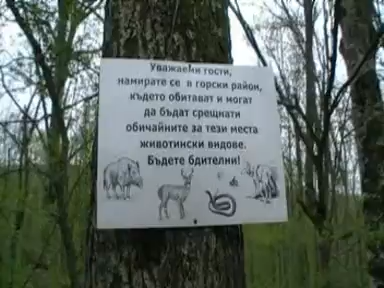 Уважаеми гости,
намирате се в горски район,
където обитават и могат
да бъдат срещнати
обичайните за тези места
животински видове.
Бъдете бдителни!